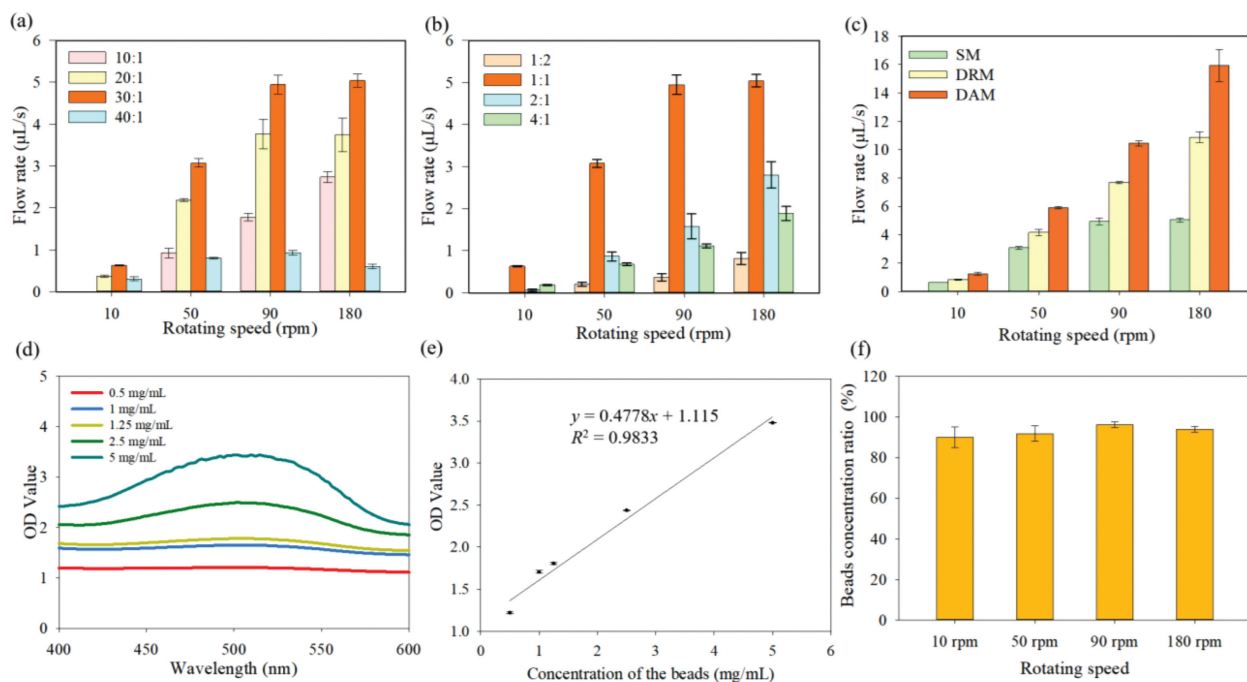 (a)
Flow rate (μL/s)
6
5
4
3
2
1
0
10:1
20:1
30:1
40:1
10 50 90 180
Rotating speed (rpm)
(b)
Flow rate (μL/s)
6
5
4
3
2
1
0
1:2
1:1
2:1
4:1
10 50 90 180
Rotating speed (rpm)
(c)
Flow rate (μL/s)
18
16
14
12
10
8
6
4
2
0
SM
DRM
DAM
10 50 90 180
Rotating speed (rpm)
(d)
OD Value
5
4
3
2
1
0
0.5 mg/mL
1 mg/mL
1.25 mg/mL
2.5 mg/mL
5 mg/mL
400 450 500 550 600
Wavelength (nm)
(e)
OD Value
4.0
3.5
3.0
2.5
2.0
1.5
1.0
y = 0.4778x + 1.115
R² = 0.9833
0 1 2 3 4 5 6
Concentration of the beads (mg/mL)
(f)
Beads concentration ratio (%)
120
100
80
60
40
20
0
10 rpm 50 rpm 90 rpm 180 rpm
Rotating speed